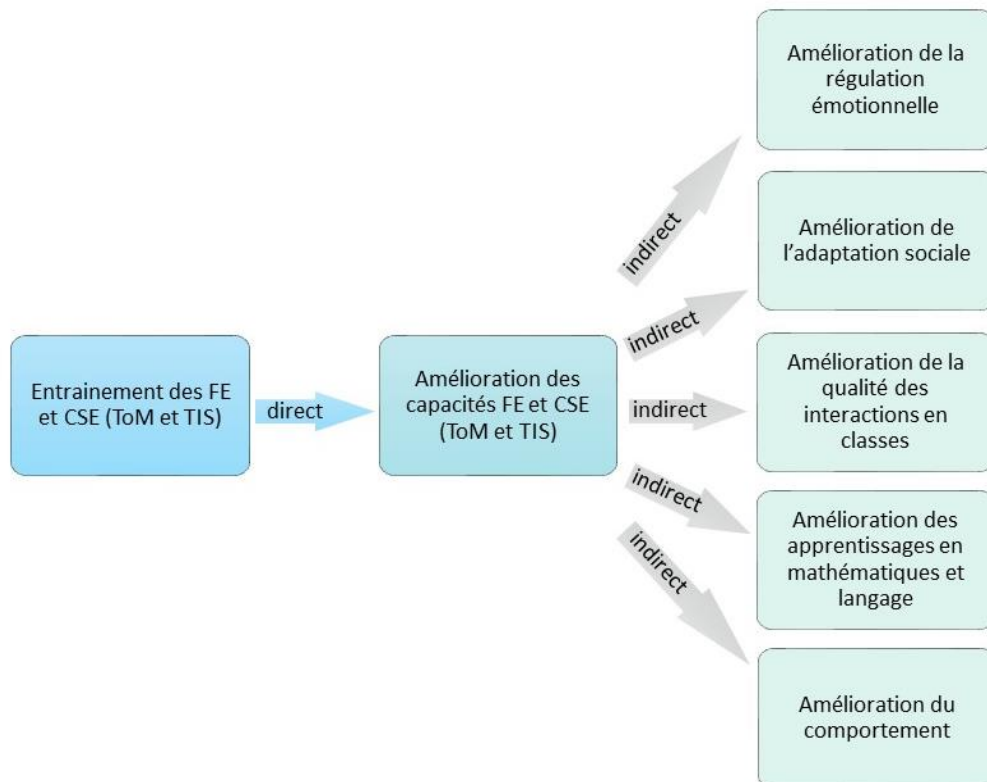 Entrainement des FE
et CSE (ToM et TIS)
direct
Amélioration des
capacités FE et CSE
(ToM et TIS)
indirect
Amélioration de la
régulation
émotionnelle
indirect
Amélioration de
l'adaptation sociale
indirect
Amélioration de la
qualité des
interactions en
classes
indirect
Amélioration des
apprentissages en
mathématiques et
langage
indirect
Amélioration du
comportement